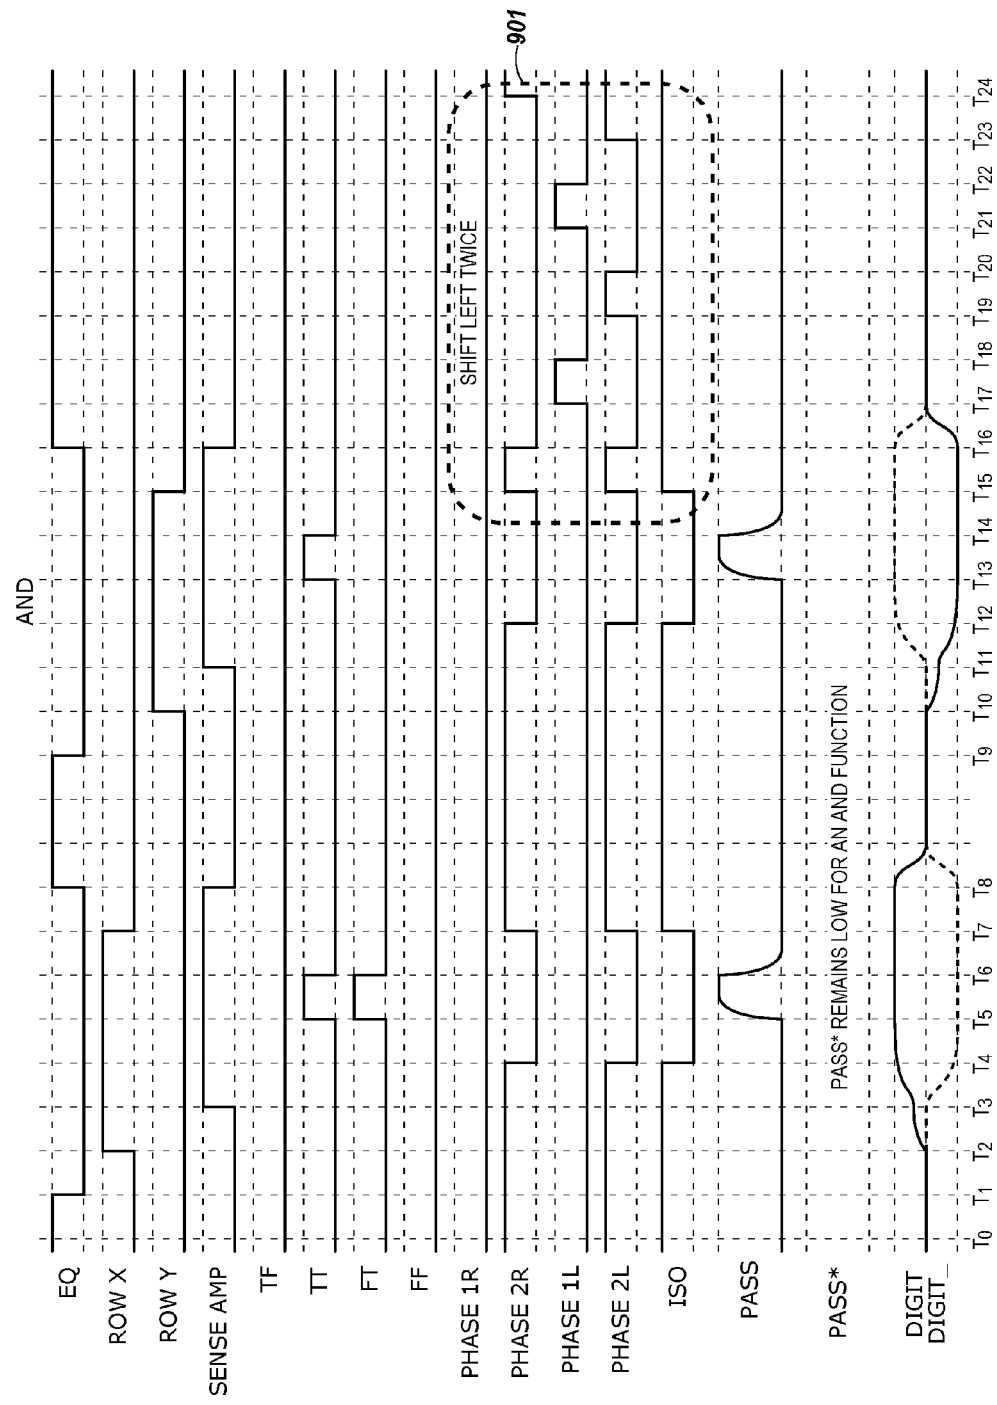 AND
EQ
ROW X
ROW Y
SENSE AMP
TF
TT
FT
FF
PHASE 1R
PHASE 2R
PHASE 1L
PHASE 2L
ISO
PASS
PASS*
DIGIT
DIGIT_
SHIFT LEFT TWICE
901
PASS* REMAINS LOW FOR AN AND FUNCTION
T0 T1 T2 T3 T4 T5 T6 T7 T8 T9 T10 T11 T12 T13 T14 T15 T16 T17 T18 T19 T20 T21 T22 T23 T24